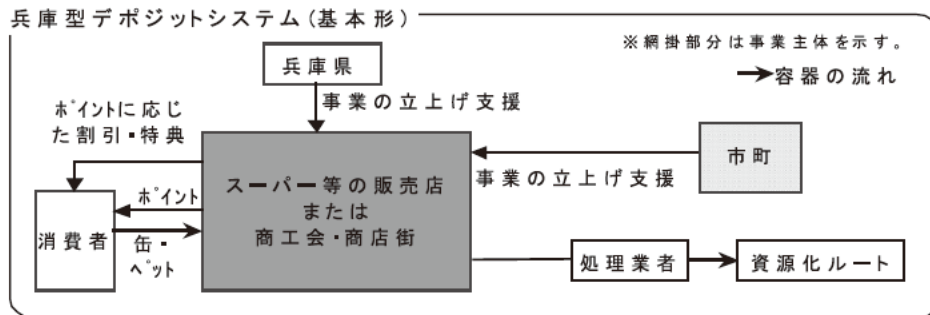 兵庫型デポジットシステム(基本形)
※網掛部分は事業主体を示す。
兵庫県
容器の流れ
事業の立上げ支援
ポイントに応じ
た割引・特典
市町
事業の立上げ支援
スーパー等の販売店
または
商工会・商店街
ポイント
消費者
缶・
ペット
処理業者
資源化ルート